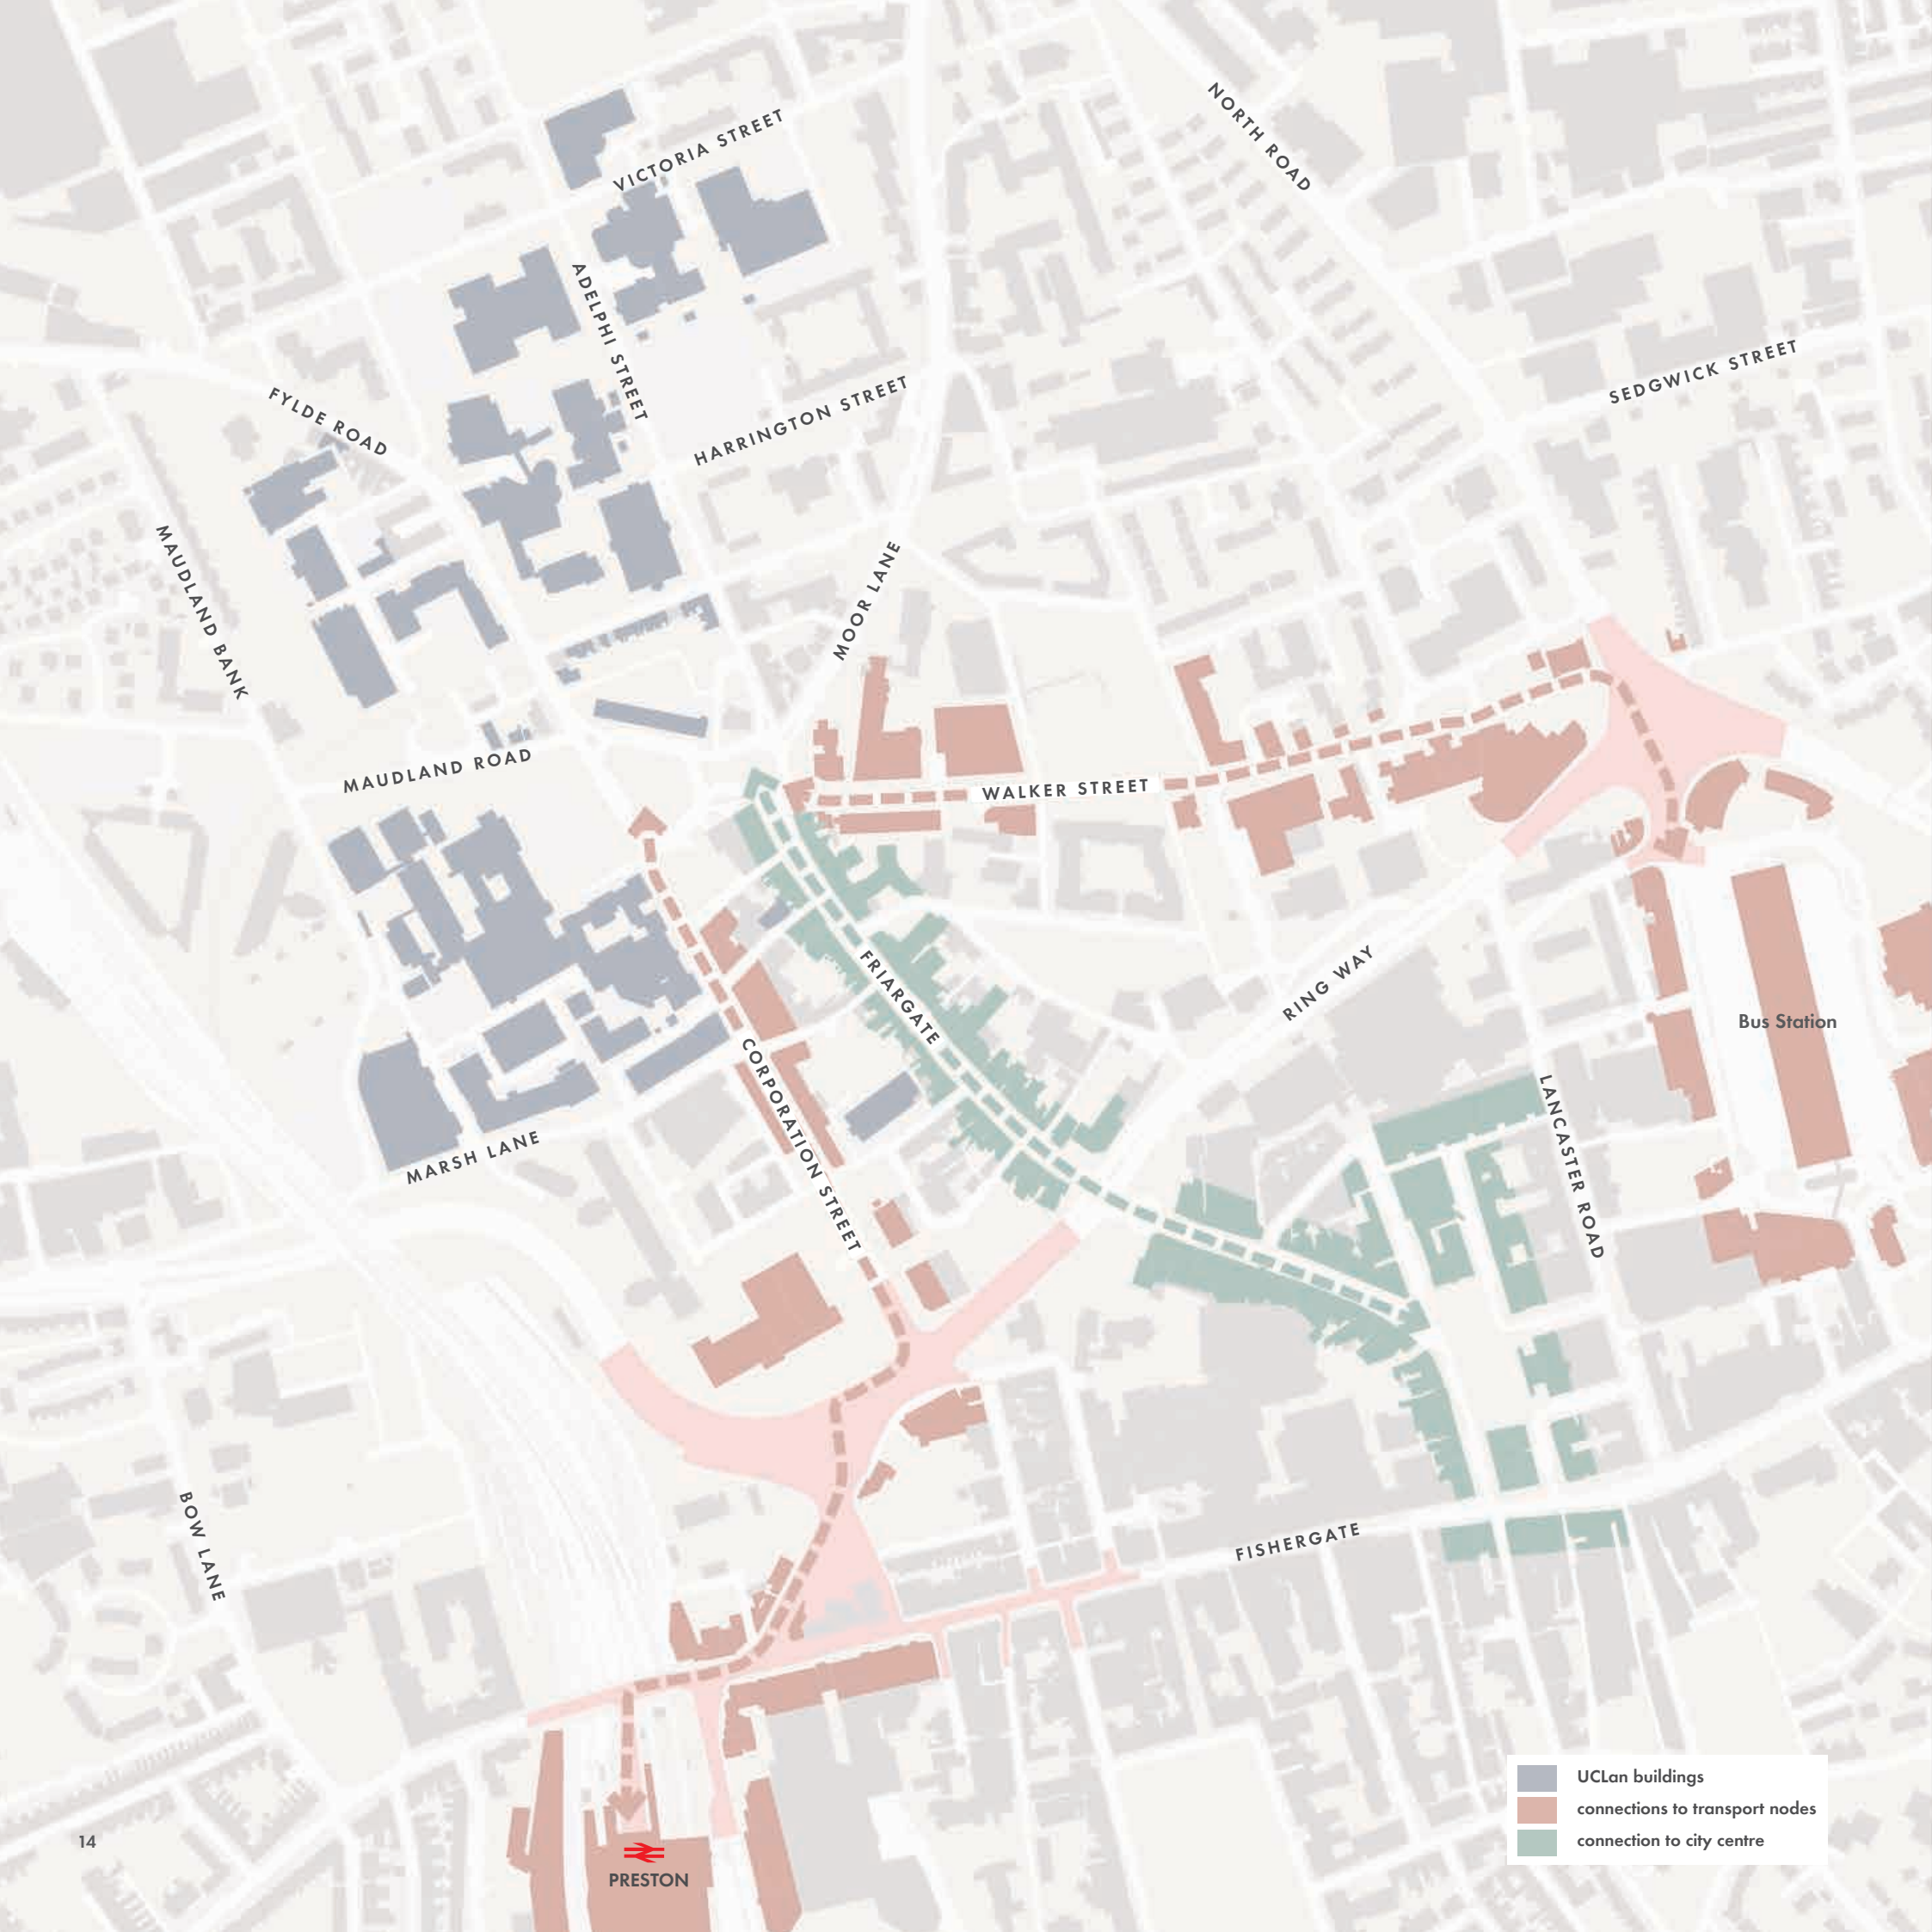 NORTH ROAD
VICTORIA STREET
ADELPHI STREET
SEDGWICK STREET
HARRINGTON STREET
FYLDE ROAD
MOOR LANE
MAUDLAND BANK
MAUDLAND ROAD
WALKER STREET
FRIARGATE
RING WAY
Bus Station
CORPORATION STREET
LANCASTER ROAD
MARSH LANE
BOW LANE
FISHERGATE
UCLan buildings
connections to transport nodes
connection to city centre
14
PRESTON